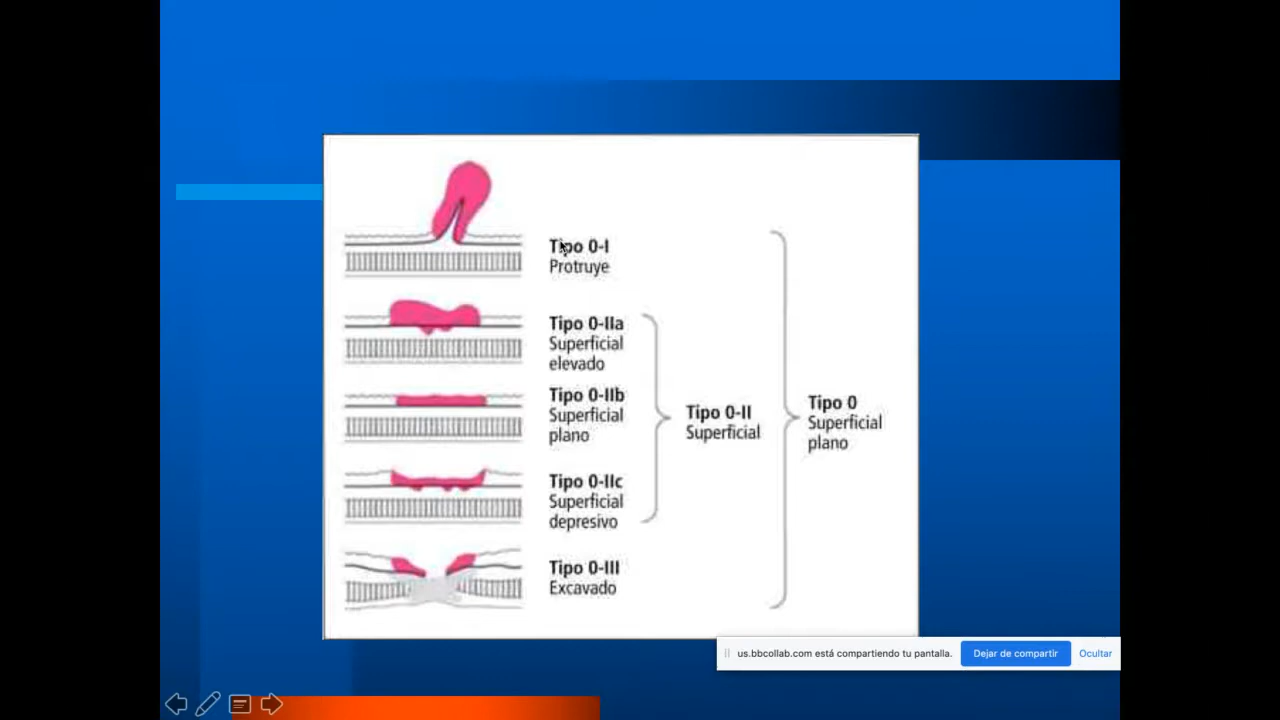 Tipo 0-I
Protruye
Tipo 0-IIa
Superficial
elevado
Tipo 0-IIb
Superficial
plano
Tipo 0-IIc
Superficial
depresivo
Tipo 0-III
Excavado
Tipo 0-II
Superficial
Tipo 0
Superficial
plano
us.bbcollab.com está compartiendo tu pantalla.
Dejar de compartir
Ocultar